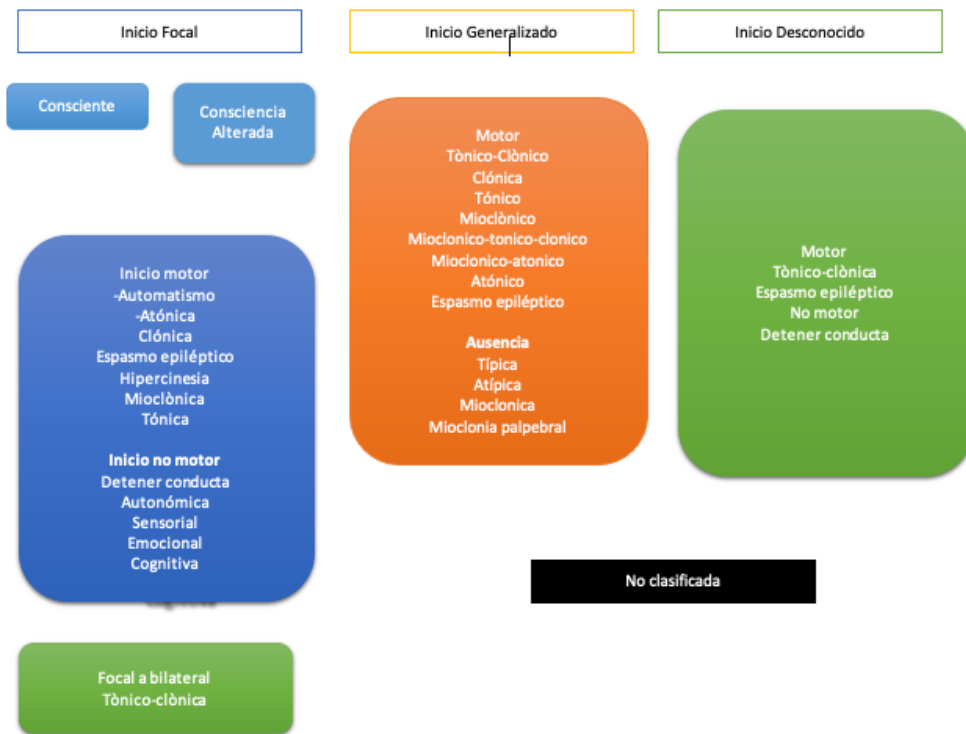 Inicio Focal
Inicio Generalizado
Inicio Desconocido
Consciente
Consciencia
Alterada
Inicio motor
-Automatismo
-Atónica
Clónica
Espasmo epiléptico
Hipercinesia
Mioclònica
Tónica
Inicio no motor
Detener conducta
Autonómica
Sensorial
Emocional
Cognitiva
Focal a bilateral
Tònico-clònica
Motor
Tònico-Clònico
Clónica
Tónico
Mioclònico
Mioclonico-tonico-clonico
Mioclonico-atonico
Atónico
Espasmo epiléptico
Ausencia
Típica
Atípica
Mioclonica
Mioclonia palpebral
Motor
Tònico-clònica
Espasmo epiléptico
No motor
Detener conducta
No clasificada